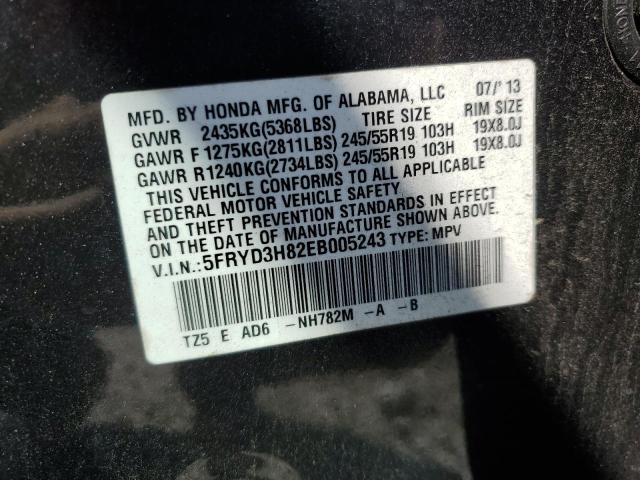 MFD. BY HONDA MFG. OF ALABAMA, LLC 07/'13
GVWR 2435KG(5368LBS) TIRE SIZE RIM SIZE
GAWR F 1275KG(2811LBS) 245/55R19 103H 19X8.0J
GAWR R 1240KG(2734LBS) 245/55R19 103H 19X8.0J
THIS VEHICLE CONFORMS TO ALL APPLICABLE
FEDERAL MOTOR VEHICLE SAFETY
AND THEFT PREVENTION STANDARDS IN EFFECT
ON THE DATE OF MANUFACTURE SHOWN ABOVE.
V.I.N.:5FRYD3H82EB005243 TYPE: MPV
TZ5 E AD6 -NH782M -A -B